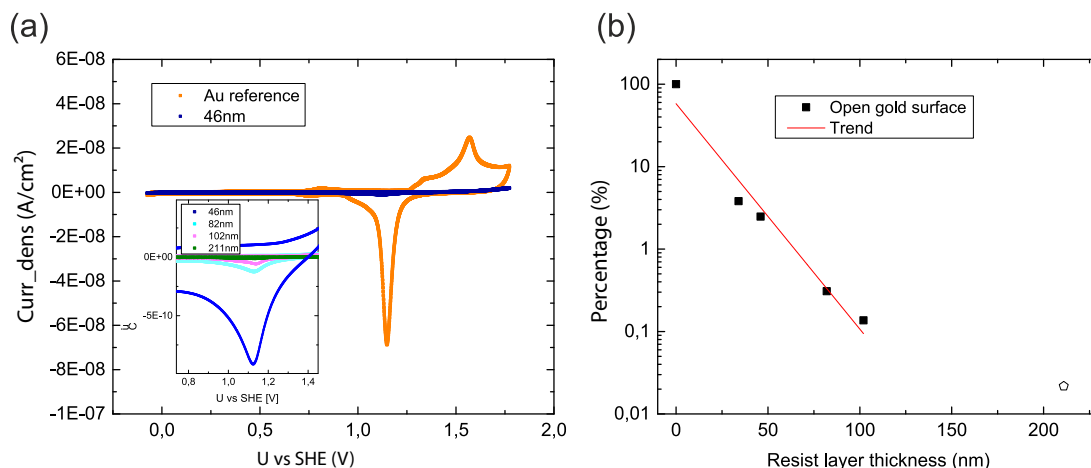 (a)
6E-08
4E-08
2E-08
0E+00
-2E-08
-4E-08
-6E-08
-8E-08
-1E-07
Curr_dens (A/cm²)
Au reference
46nm
46nm
82nm
102nm
211nm
0E+00
-5E-10
0,8 1,0 1,2 1,4
U vs SHE [V]
0,0 0,5 1,0 1,5 2,0
U vs SHE (V)
(b)
100
10
1
0,1
0,01
Percentage (%)
Open gold surface
Trend
0 50 100 150 200
Resist layer thickness (nm)